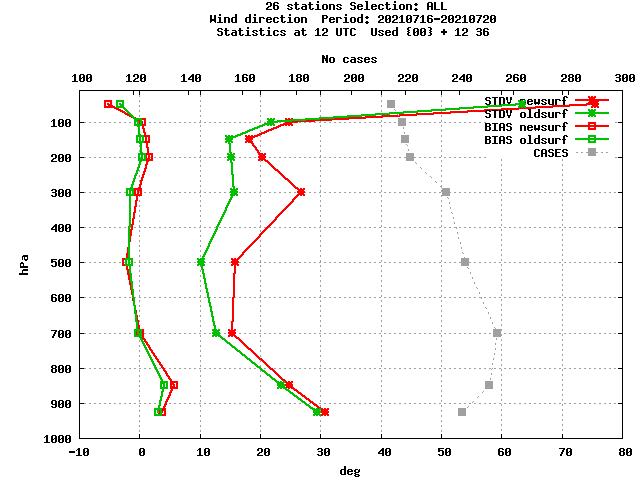 26 stations Selection: ALL
Wind direction  Period: 20210716-20210720
Statistics at 12 UTC  Used {00} + 12 36
No cases
100 120 140 160 180 200 220 240 260 280 300
STDV newsurf
STDV oldsurf
BIAS newsurf
BIAS oldsurf
CASES
100
200
300
400
500
600
700
800
900
1000
hPa
-10 0 10 20 30 40 50 60 70 80
deg